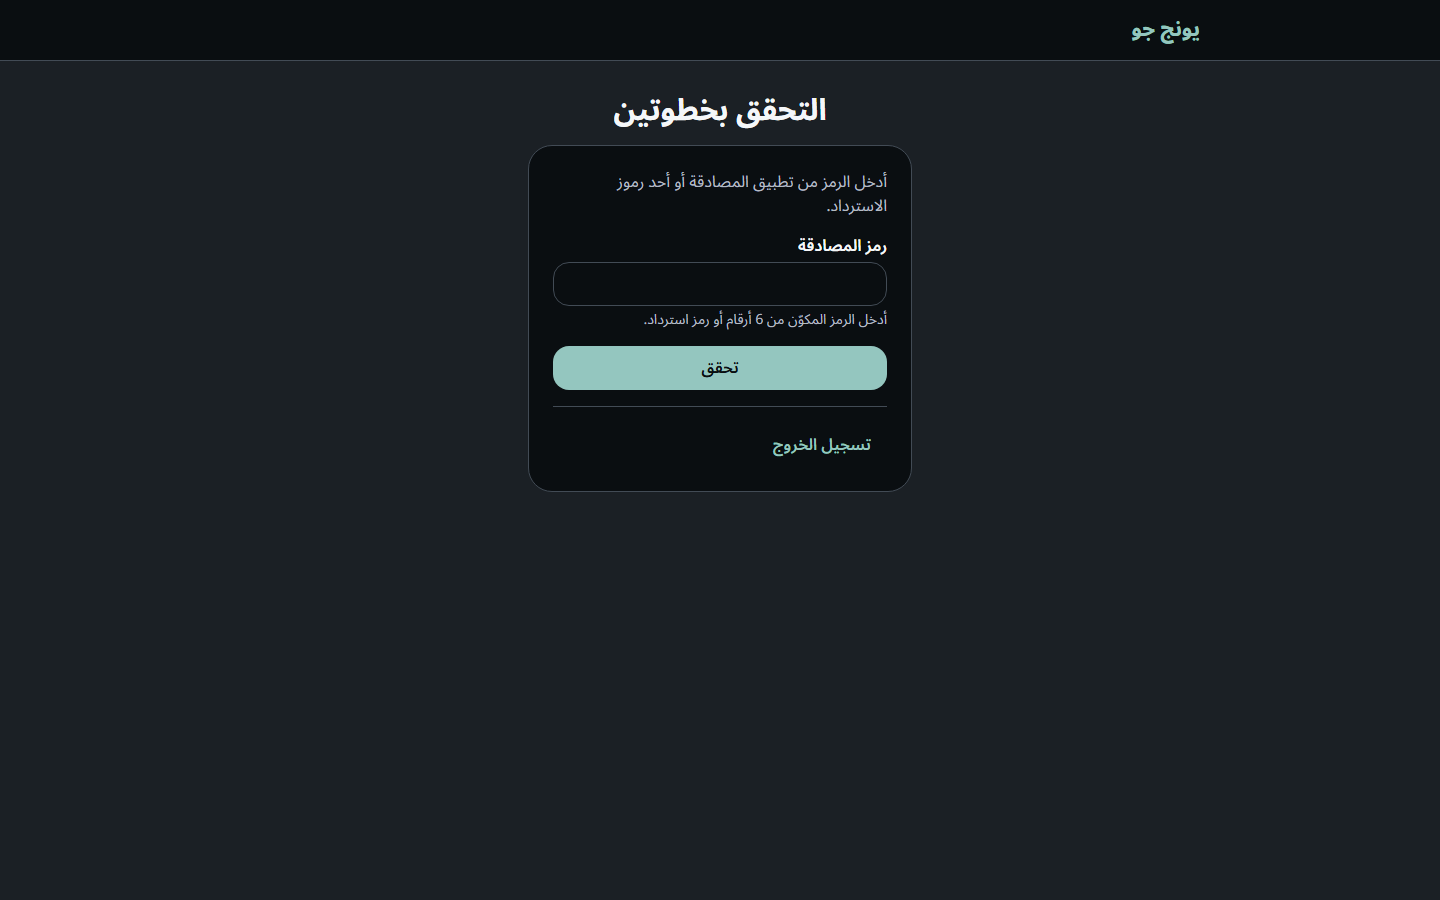 يونج جو
التحقق بخطوتين
أدخل الرمز من تطبيق المصادقة أو أحد رموز
الاسترداد.
رمز المصادقة
أدخل الرمز المكوّن من 6 أرقام أو رمز استرداد.
تحقق
تسجيل الخروج